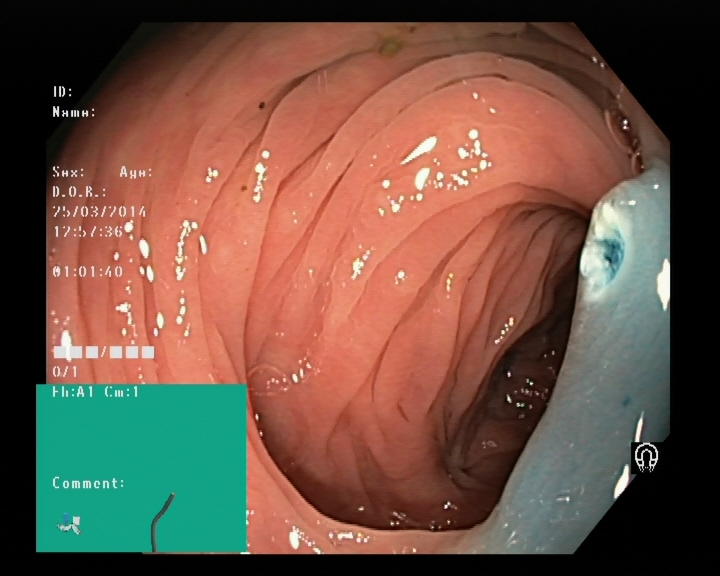 ID:
Name:
Sex: Age:
D.O.B.:
25/03/2014
12:57:36
01:01:40
/
0/1
Eh:A1 Cm:1
Comment: